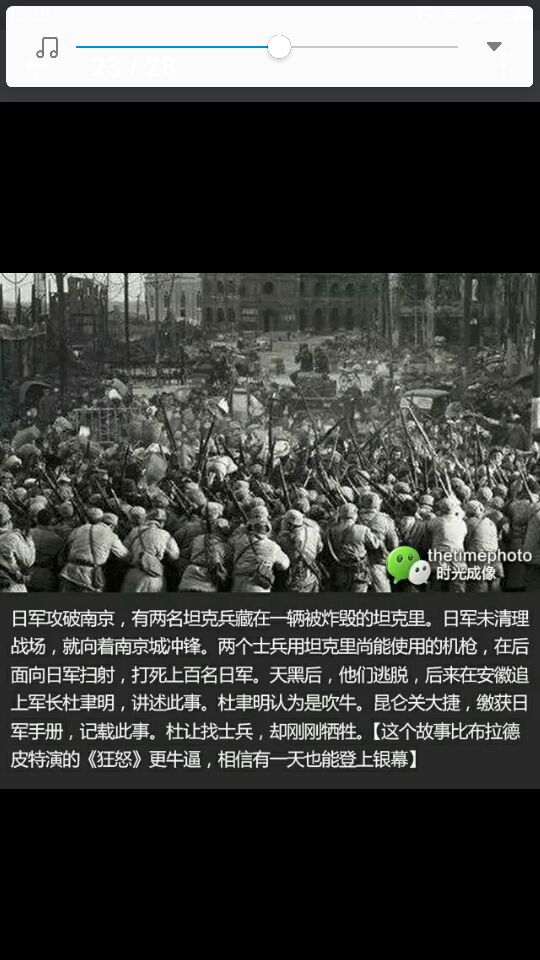 23 / 28
thetimephoto
时光成像
日军攻破南京，有两名坦克兵藏在一辆被炸毁的坦克里。日军未清理
战场，就向着南京城冲锋。两个士兵用坦克里尚能使用的机枪，在后
面向日军扫射，打死上百名日军。天黑后，他们逃脱，后来在安徽追
上军长杜聿明，讲述此事。杜聿明认为是吹牛。昆仑关大捷，缴获日
军手册，记载此事。杜让找士兵，却刚刚牺牲。【这个故事比布拉德
皮特演的《狂怒》更牛逼，相信有一天也能登上银幕】